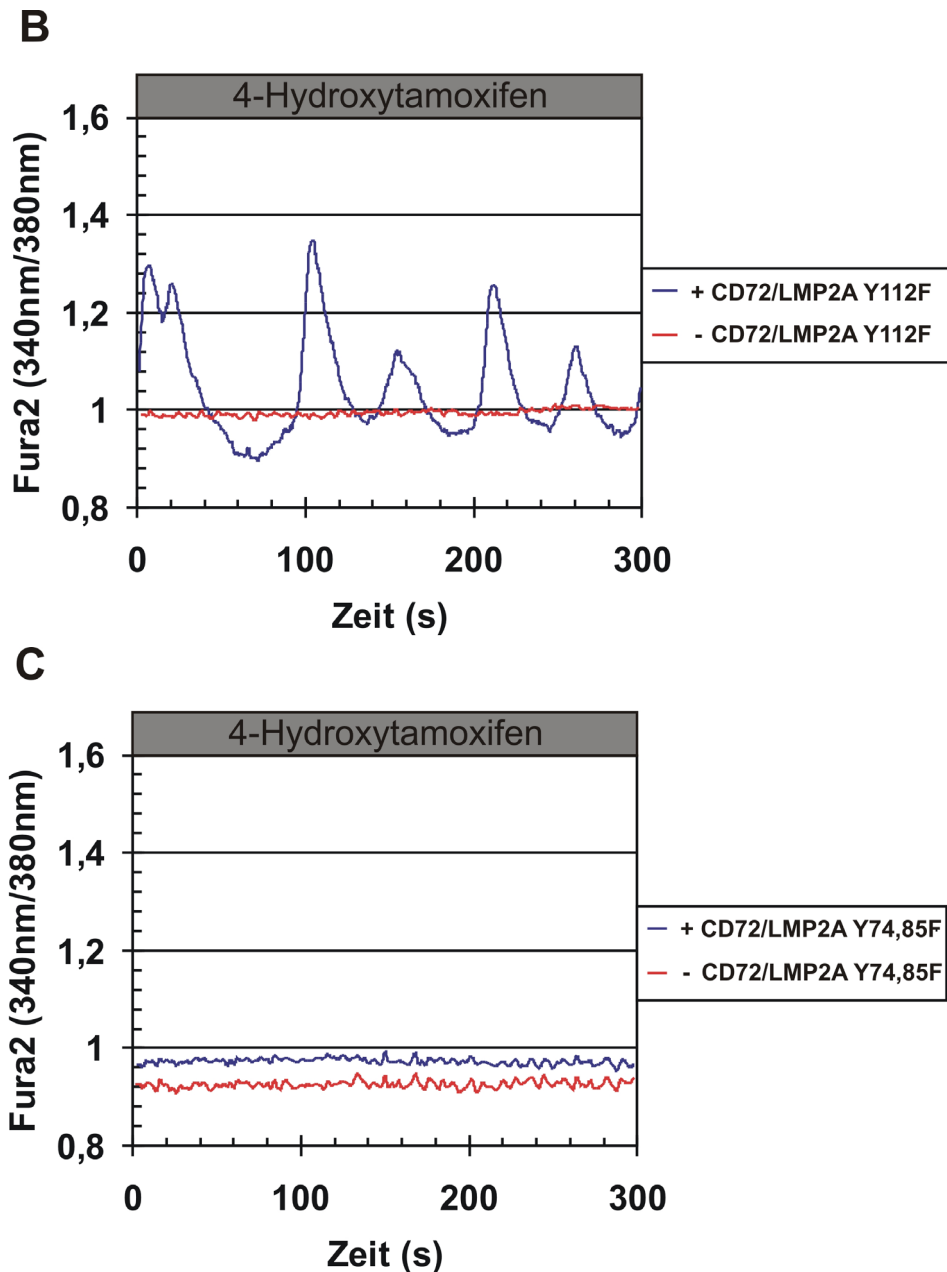 B
4-Hydroxytamoxifen
1,6
1,4
1,2
1
0,8
Fura2 (340nm/380nm)
0 100 200 300
Zeit (s)
+ CD72/LMP2A Y112F
- CD72/LMP2A Y112F
C
4-Hydroxytamoxifen
1,6
1,4
1,2
1
0,8
Fura2 (340nm/380nm)
0 100 200 300
Zeit (s)
+ CD72/LMP2A Y74,85F
- CD72/LMP2A Y74,85F